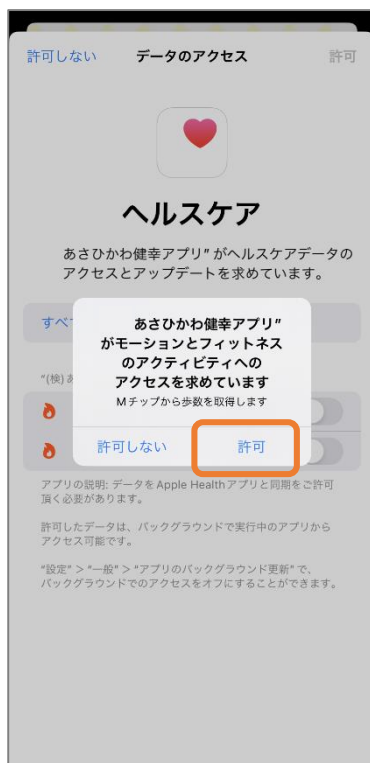 許可しない データのアクセス 許可
ヘルスケア
あさひかわ健幸アプリ" がヘルスケアデータの
アクセスとアップデートを求めています。
すべ
あさひかわ健幸アプリ"
がモーションとフィットネス
のアクティビティへの
アクセスを求めています
Mチップから歩数を取得します
"(検) あ
許可しない 許可
アプリの説明: データを Apple Health アプリと同期をご許可
頂く必要があります。
許可したデータは、バックグラウンドで実行中のアプリから
アクセス可能です。
"設定" > "一般" > "アプリのバックグラウンド更新" で、
バックグラウンドでのアクセスをオフにすることができます。